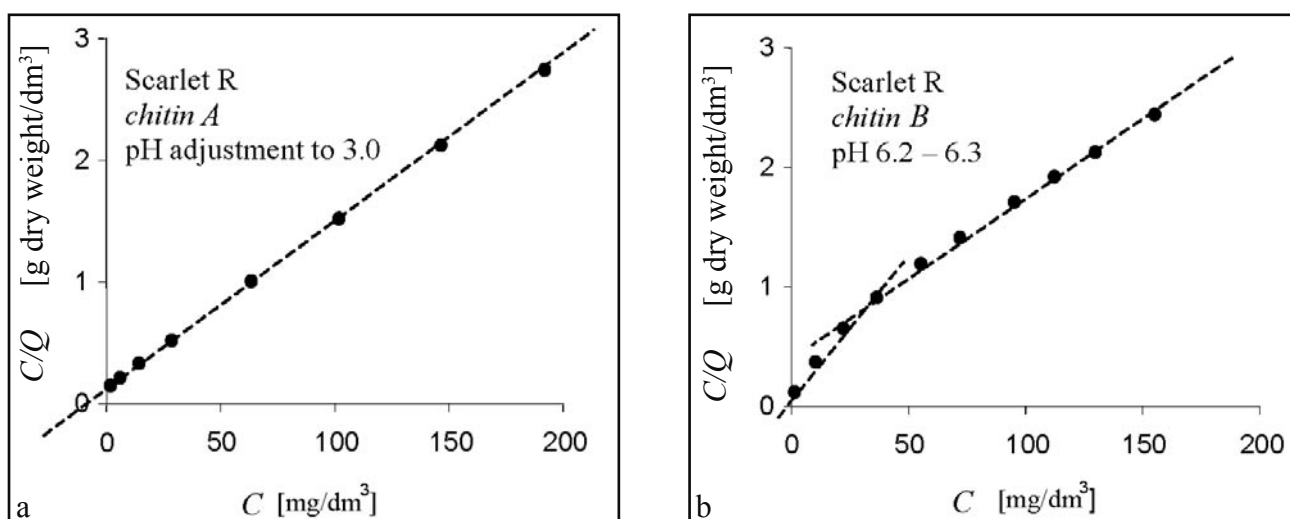 3
2
1
0
C/Q [g dry weight/dm³]
Scarlet R
chitin A
pH adjustment to 3.0
0 50 100 150 200
C [mg/dm³]
a
3
2
1
0
C/Q [g dry weight/dm³]
Scarlet R
chitin B
pH 6.2 – 6.3
0 50 100 150 200
C [mg/dm³]
b